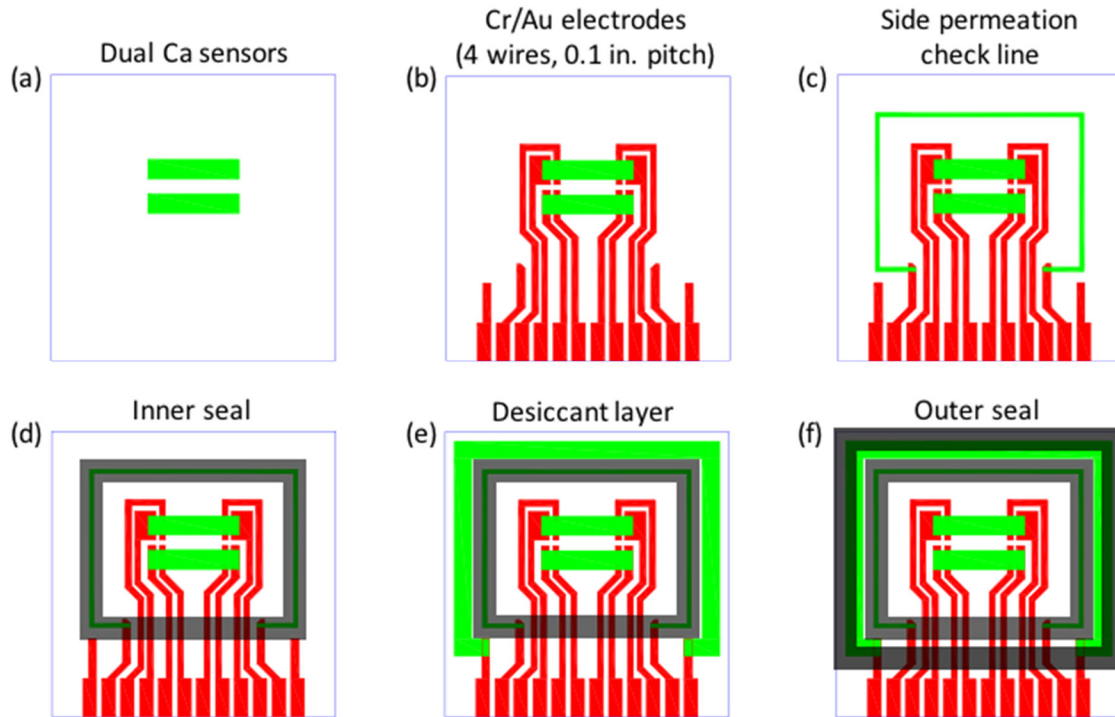 (a)
Dual Ca sensors
(b)
Cr/Au electrodes
(4 wires, 0.1 in. pitch)
(c)
Side permeation
check line
(d)
Inner seal
(e)
Desiccant layer
(f)
Outer seal